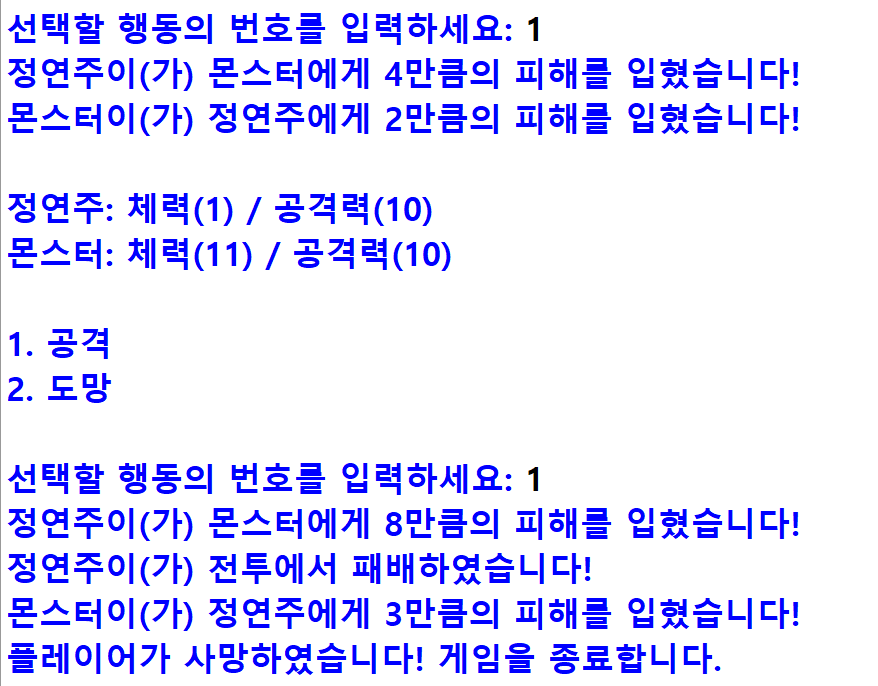 선택할 행동의 번호를 입력하세요: 1
정연주이(가) 몬스터에게 4만큼의 피해를 입혔습니다!
몬스터이(가) 정연주에게 2만큼의 피해를 입혔습니다!
정연주: 체력(1) / 공격력(10)
몬스터: 체력(11) / 공격력(10)
1. 공격
2. 도망
선택할 행동의 번호를 입력하세요: 1
정연주이(가) 몬스터에게 8만큼의 피해를 입혔습니다!
정연주이(가) 전투에서 패배하였습니다!
몬스터이(가) 정연주에게 3만큼의 피해를 입혔습니다!
플레이어가 사망하였습니다! 게임을 종료합니다.